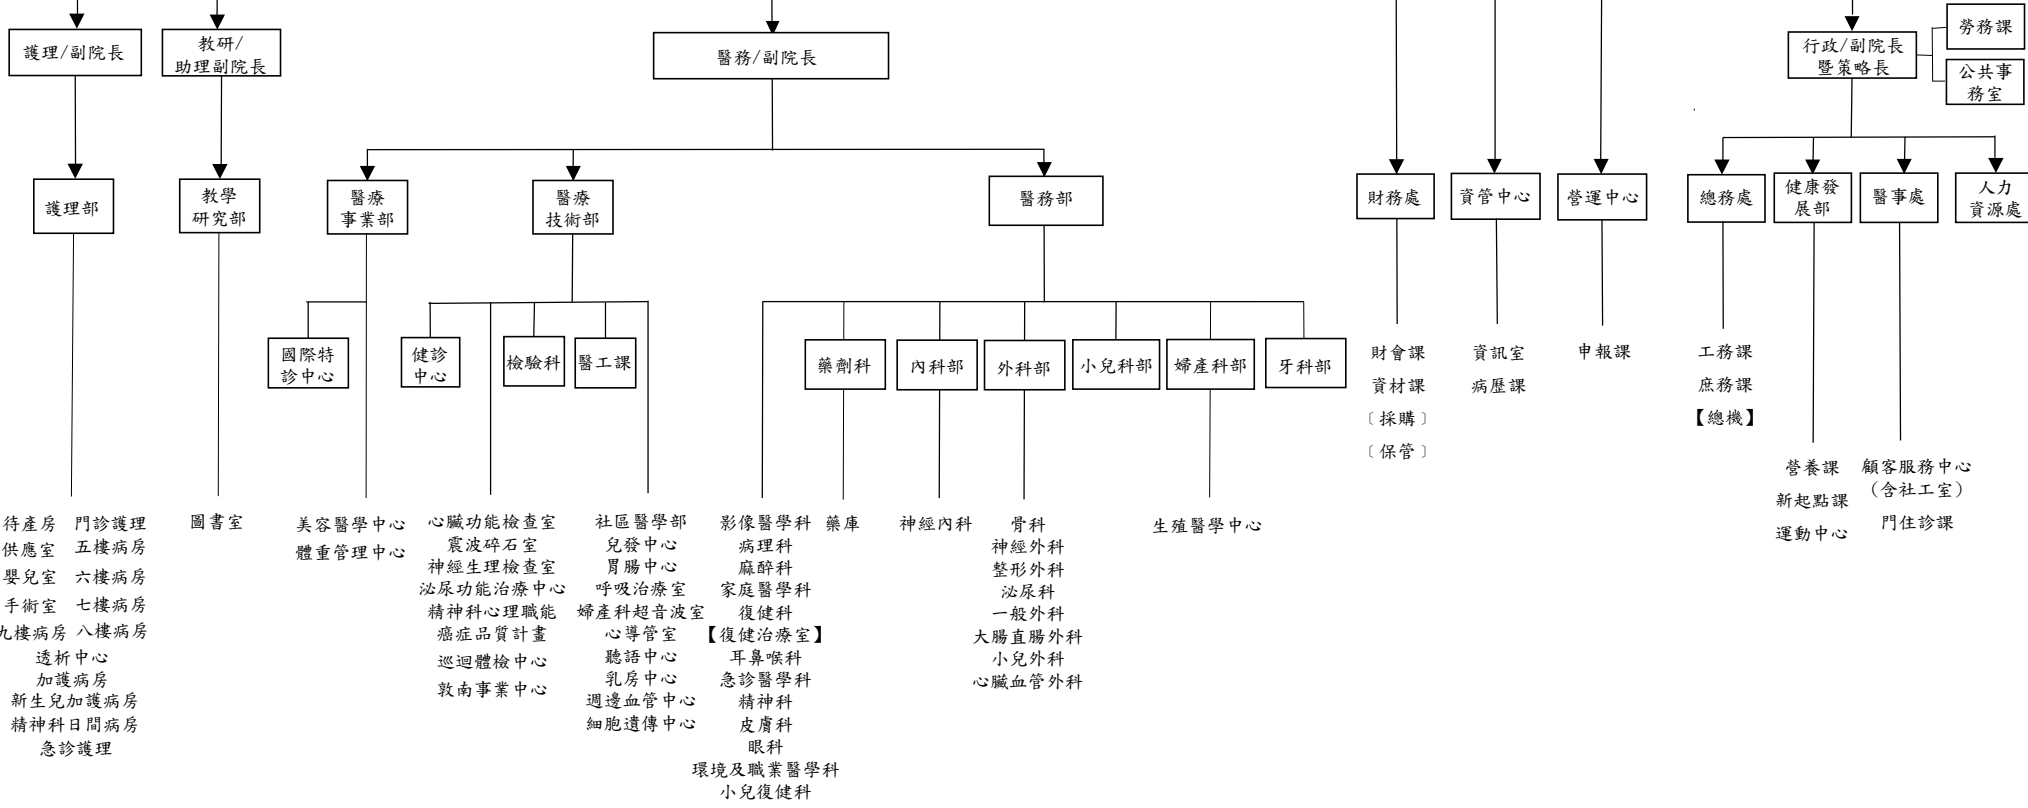 護理/副院長
教研/
助理副院長
醫務/副院長
行政/副院長
暨策略長
勞務課
公共事
務室
護理部
教學
研究部
醫療
事業部
醫療
技術部
醫務部
財務處
資管中心
營運中心
總務處
健康發
展部
醫事處
人力
資源處
國際特
診中心
健診
中心
檢驗科
醫工課
藥劑科
內科部
外科部
小兒科部
婦產科部
牙科部
待產房 門診護理
供應室 五樓病房
嬰兒室 六樓病房
手術室 七樓病房
九樓病房 八樓病房
透析中心
加護病房
新生兒加護病房
精神科日間病房
急診護理
圖書室
美容醫學中心
體重管理中心
心臟功能檢查室
震波碎石室
神經生理檢查室
泌尿功能治療中心
精神科心理職能
癌症品質計畫
巡迴體檢中心
敦南事業中心
社區醫學部
兒發中心
胃腸中心
呼吸治療室
婦產科超音波室
心導管室
聽語中心
乳房中心
週邊血管中心
細胞遺傳中心
影像醫學科
病理科
麻醉科
家庭醫學科
復健科
【復健治療室】
耳鼻喉科
急診醫學科
精神科
皮膚科
眼科
環境及職業醫學科
小兒復健科
藥庫
神經內科
骨科
神經外科
整形外科
泌尿科
一般外科
大腸直腸外科
小兒外科
心臟血管外科
生殖醫學中心
財會課
資材課
〔採購〕
〔保管〕
資訊室
病歷課
申報課
工務課
庶務課
【總機】
營養課
新起點課
運動中心
顧客服務中心
（含社工室）
門住診課